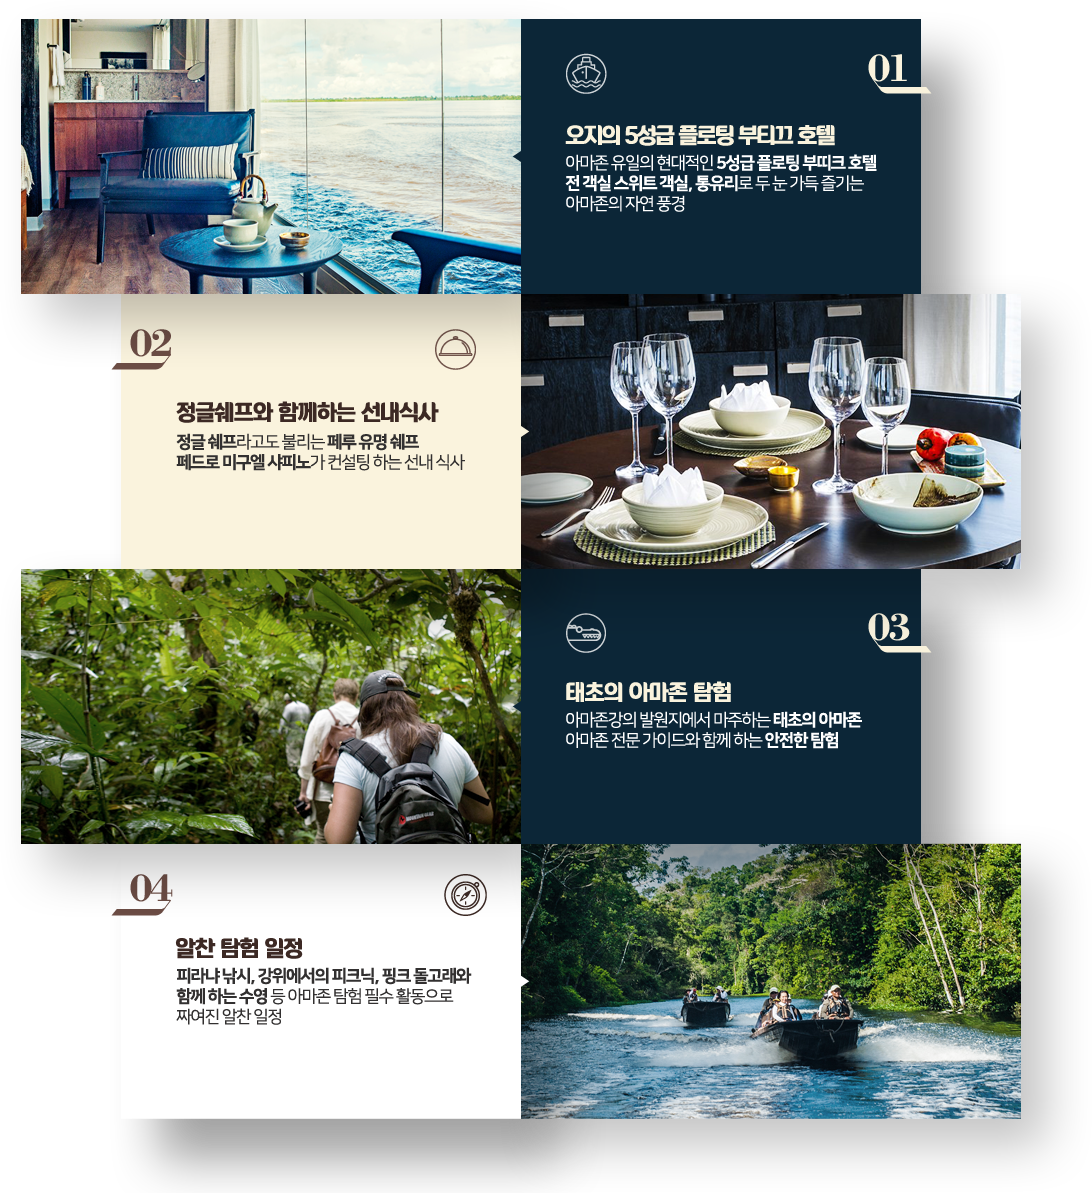 01
오지의 5성급 플로팅 부티끄 호텔
아마존 유일의 현대적인 5성급 플로팅 부띠크 호텔
전 객실 스위트 객실, 통유리로 두 눈 가득 즐기는
아마존의 자연 풍경
02
정글쉐프와 함께하는 선내식사
정글 쉐프라고도 불리는 페루 유명 쉐프
페드로 미구엘 샤피노가 컨설팅 하는 선내 식사
03
태초의 아마존 탐험
아마존강의 발원지에서 마주하는 태초의 아마존
아마존 전문 가이드와 함께 하는 안전한 탐험
04
알찬 탐험 일정
피라냐 낚시, 강위에서의 피크닉, 핑크 돌고래와
함께 하는 수영 등 아마존 탐험 필수 활동으로
짜여진 알찬 일정